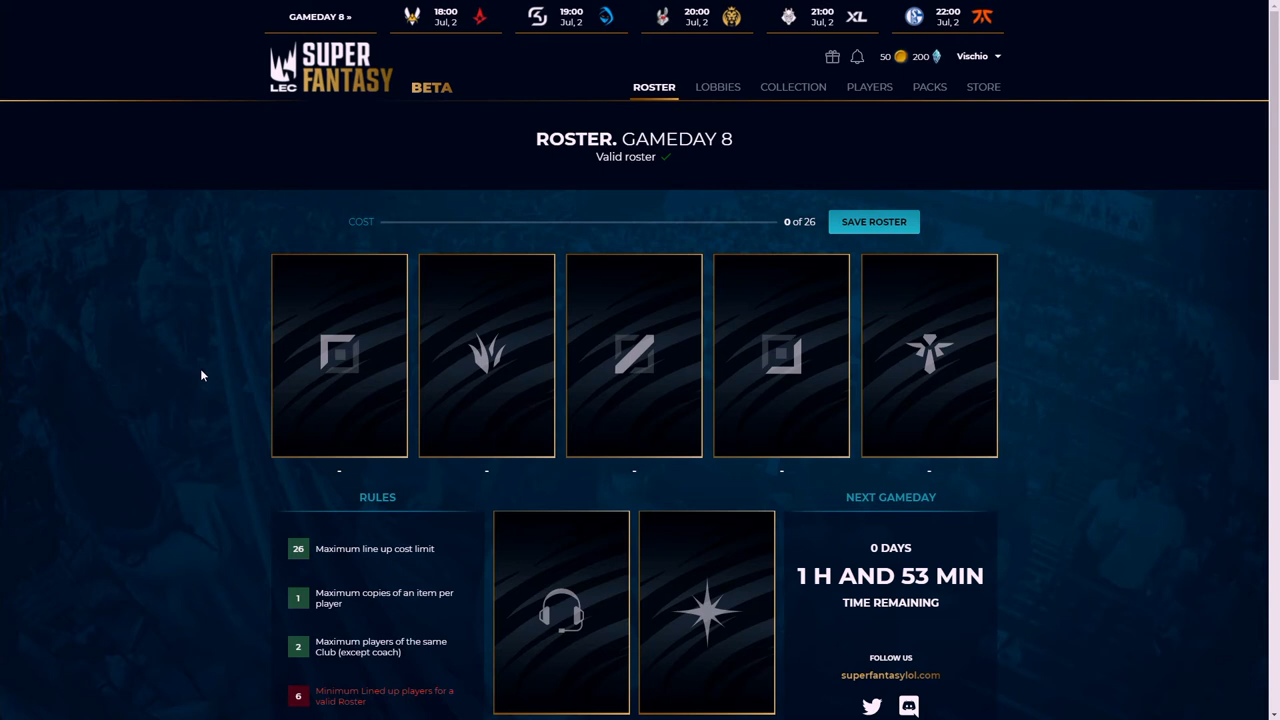 GAMEDAY 8 »
18:00
Jul, 2
19:00
Jul, 2
20:00
Jul, 2
21:00
Jul, 2
XL
22:00
Jul, 2
LEC
SUPER
FANTASY
BETA
50
200
Vischio
ROSTER
LOBBIES
COLLECTION
PLAYERS
PACKS
STORE
ROSTER. GAMEDAY 8
Valid roster
COST
0 of 26
SAVE ROSTER
-
-
-
-
-
RULES
26
Maximum line up cost limit
1
Maximum copies of an item per
player
2
Maximum players of the same
Club (except coach)
6
Minimum Lined up players for a
valid Roster
NEXT GAMEDAY
0 DAYS
1 H AND 53 MIN
TIME REMAINING
FOLLOW US
superfantasylol.com